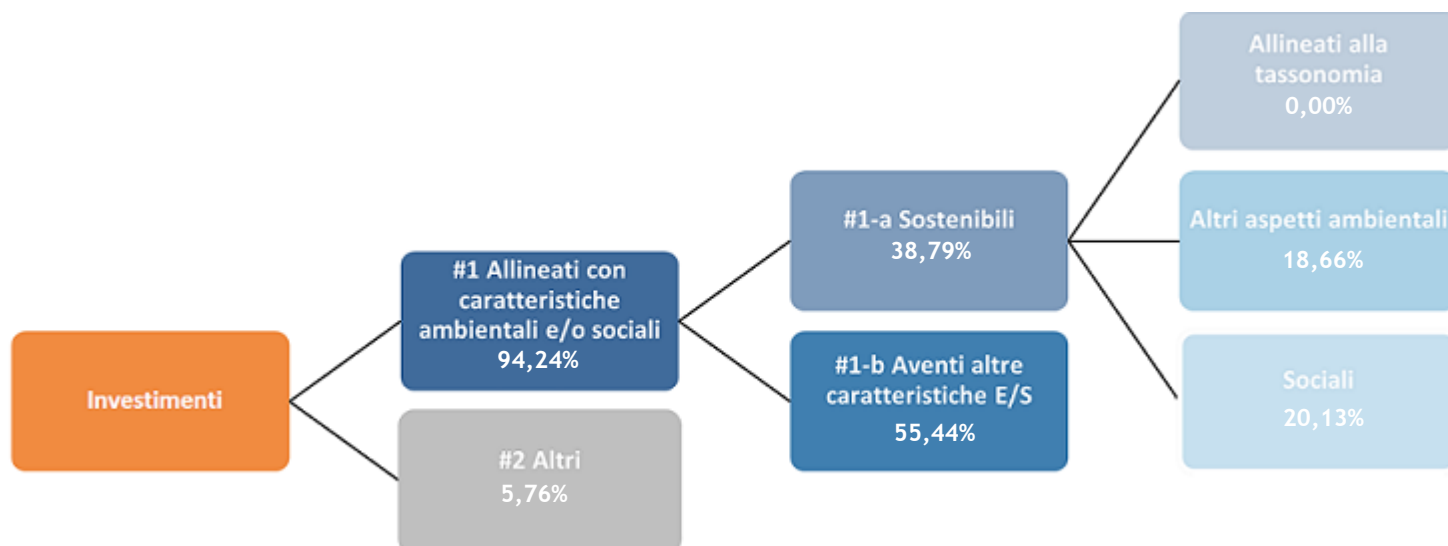 Investimenti
#1 Allineati con
caratteristiche
ambientali e/o sociali
94,24%
#2 Altri
5,76%
#1-a Sostenibili
38,79%
#1-b Aventi altre
caratteristiche E/S
55,44%
Allineati alla
tassonomia
0,00%
Altri aspetti ambientali
18,66%
Sociali
20,13%